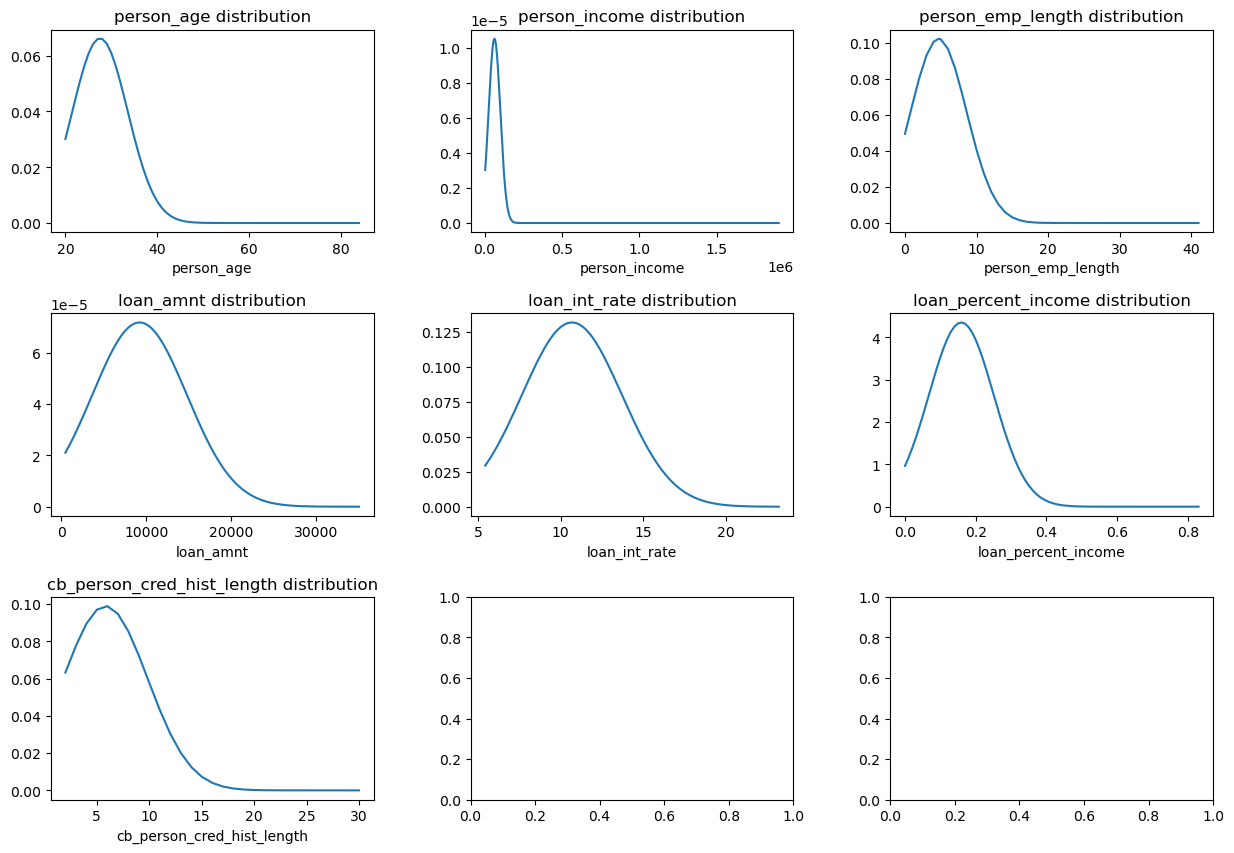 person_age distribution
0.06
0.04
0.02
0.00
20 40 60 80
person_age
person_income distribution
1e−5
1.0
0.8
0.6
0.4
0.2
0.0
0.0 0.5 1.0 1.5
1e6
person_income
person_emp_length distribution
0.10
0.08
0.06
0.04
0.02
0.00
0 10 20 30 40
person_emp_length
loan_amnt distribution
1e−5
6
4
2
0
0 10000 20000 30000
loan_amnt
loan_int_rate distribution
0.125
0.100
0.075
0.050
0.025
0.000
5 10 15 20
loan_int_rate
loan_percent_income distribution
4
3
2
1
0
0.0 0.2 0.4 0.6 0.8
loan_percent_income
cb_person_cred_hist_length distribution
0.10
0.08
0.06
0.04
0.02
0.00
5 10 15 20 25 30
cb_person_cred_hist_length
1.0
0.8
0.6
0.4
0.2
0.0
0.0 0.2 0.4 0.6 0.8 1.0
1.0
0.8
0.6
0.4
0.2
0.0
0.0 0.2 0.4 0.6 0.8 1.0